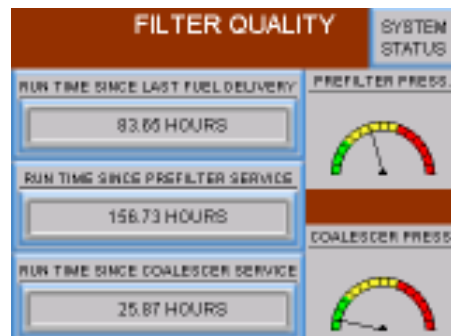 FILTER QUALITY
SYSTEM
STATUS
RUN TIME SINCE LAST FUEL DELIVERY
83.65 HOURS
PREFILTER PRESS.
RUN TIME SINCE PREFILTER SERVICE
156.73 HOURS
COALESCER PRESS
RUN TIME SINCE COALESCER SERVICE
25.87 HOURS